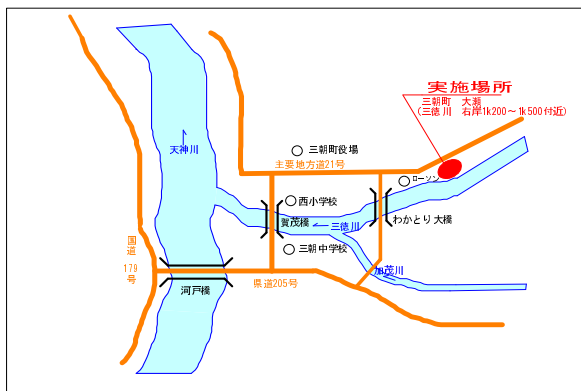 実施場所
三朝町 大瀬
(三徳川 右岸1k200～1k500付近)
天神川
三朝町役場
主要地方道21号
ローソン
西小学校
賀茂橋
三徳川
わかとり大橋
三朝中学校
国道
179
号
加茂川
河戸橋
県道205号